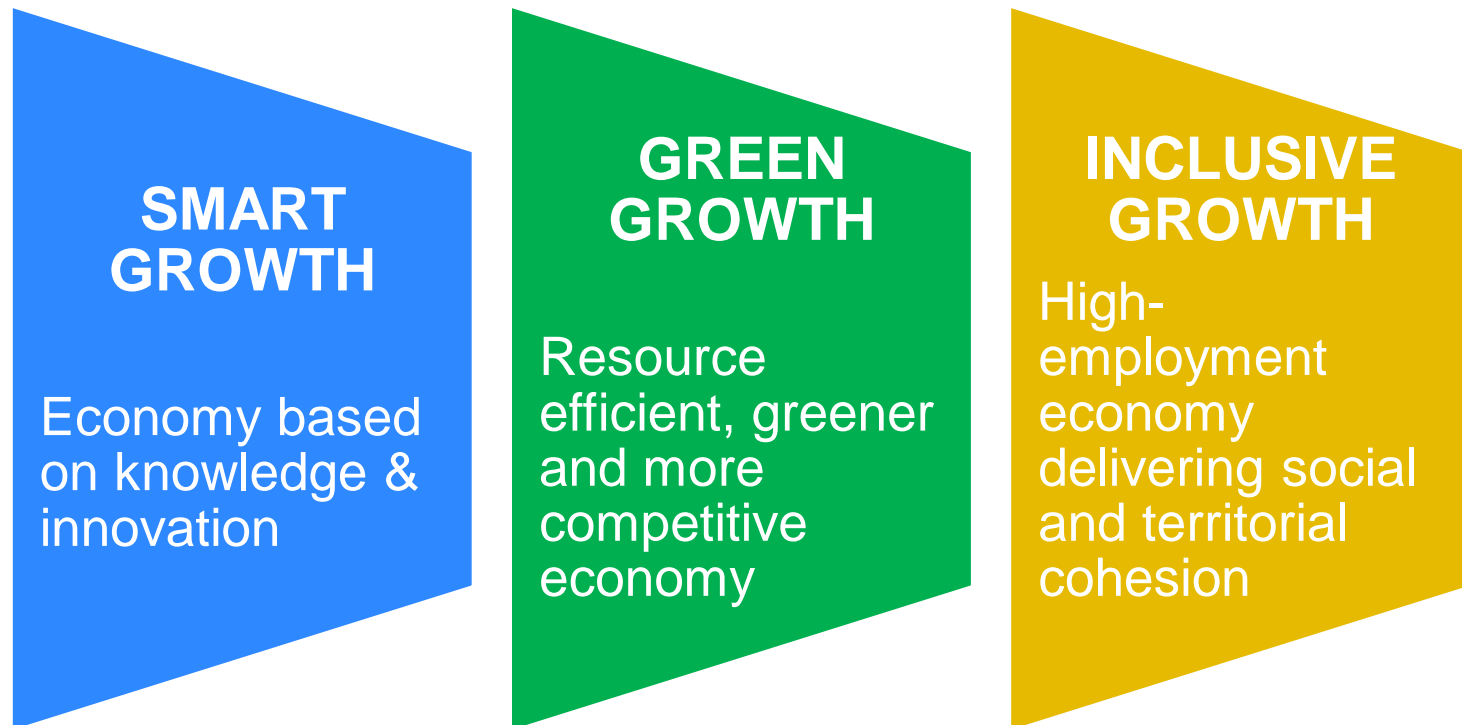 SMART
GROWTH
Economy based
on knowledge &
innovation
GREEN
GROWTH
Resource
efficient, greener
and more
competitive
economy
INCLUSIVE
GROWTH
High-
employment
economy
delivering social
and territorial
cohesion